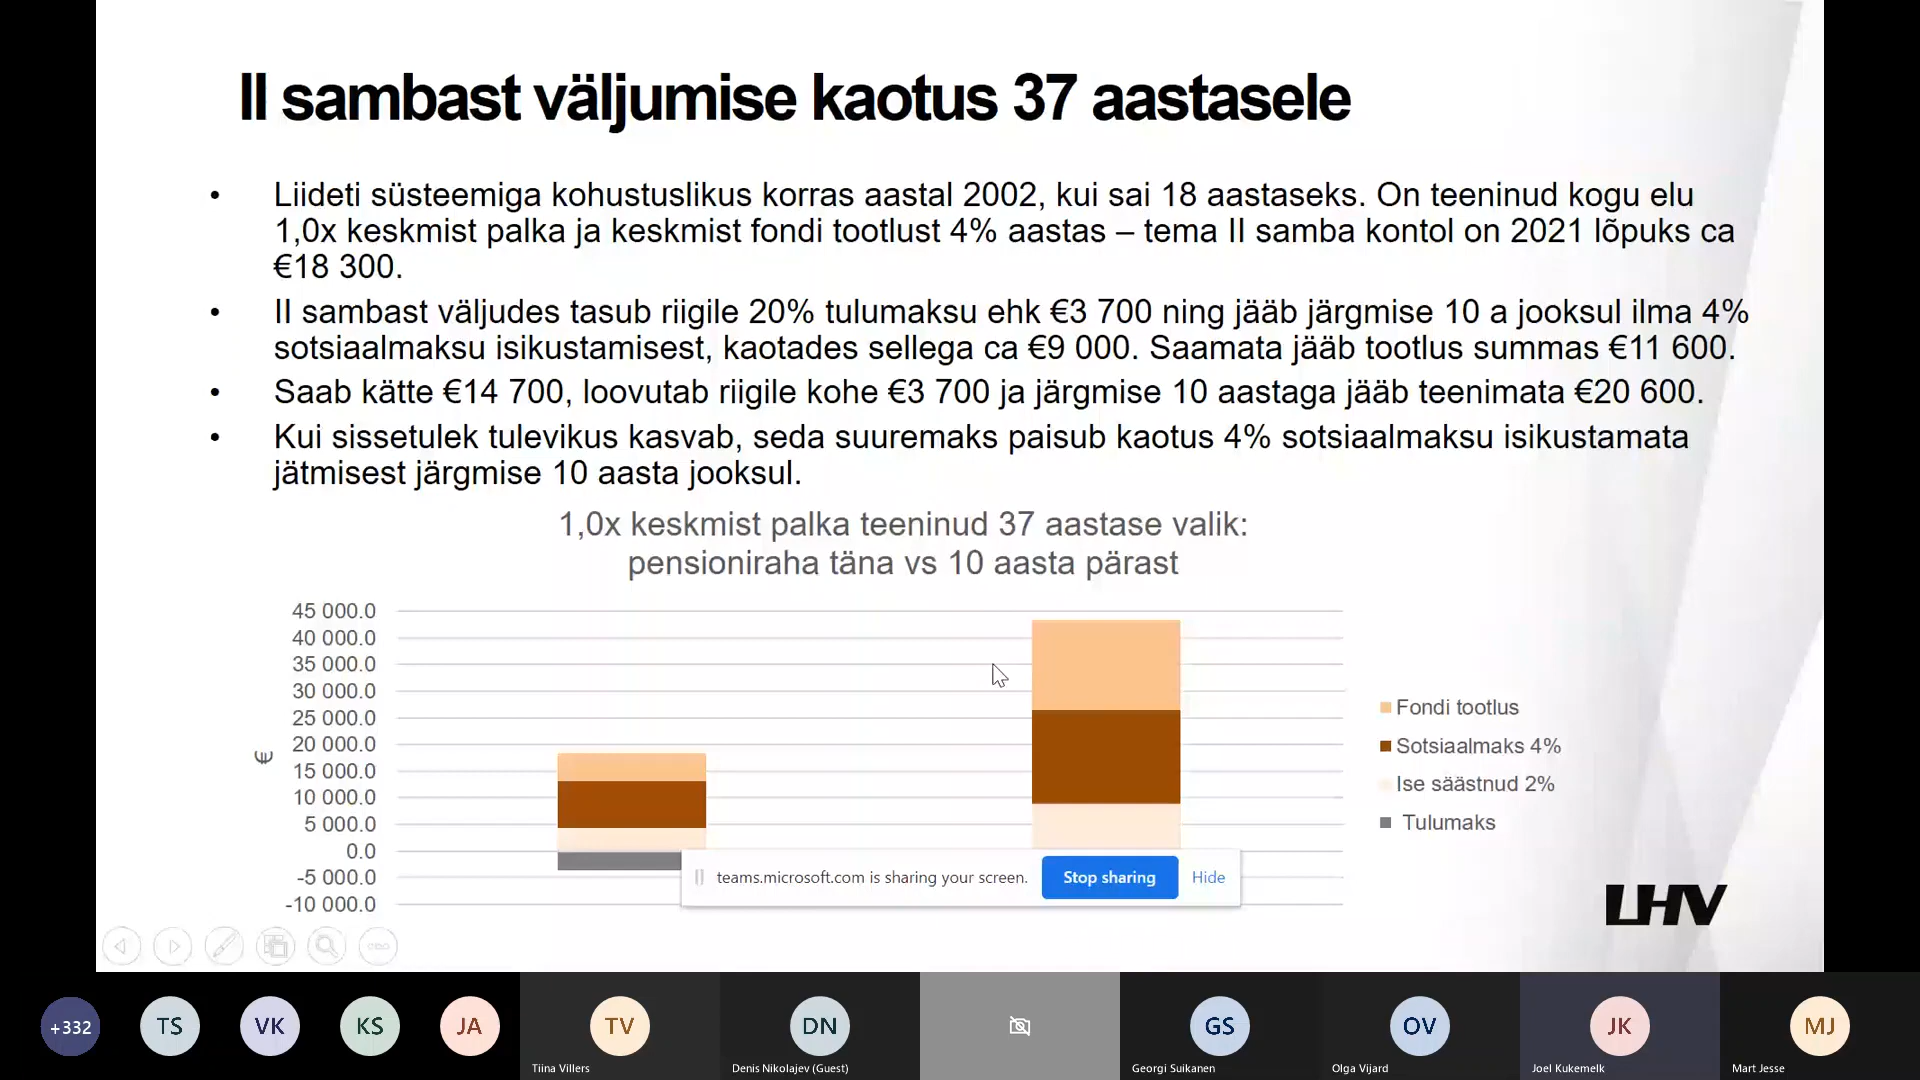 II sambast väljumise kaotus 37 aastasele
• Liideti süsteemiga kohustuslikus korras aastal 2002, kui sai 18 aastaseks. On teeninud kogu elu
1,0x keskmist palka ja keskmist fondi tootlust 4% aastas – tema II samba kontol on 2021 lõpuks ca
€18 300.
• II sambast väljudes tasub riigile 20% tulumaksu ehk €3 700 ning jääb järgmise 10 a jooksul ilma 4%
sotsiaalmaksu isikustamisest, kaotades sellega ca €9 000. Saamata jääb tootlus summas €11 600.
• Saab kätte €14 700, loovutab riigile kohe €3 700 ja järgmise 10 aastaga jääb teenimata €20 600.
• Kui sissetulek tulevikus kasvab, seda suuremaks paisub kaotus 4% sotsiaalmaksu isikustamata
jätmisest järgmise 10 aasta jooksul.
1,0x keskmist palka teeninud 37 aastase valik:
pensioniraha täna vs 10 aasta pärast
45 000.0
40 000.0
35 000.0
30 000.0
25 000.0
20 000.0
15 000.0
10 000.0
5 000.0
0.0
-5 000.0
-10 000.0
€
Fondi tootlus
Sotsiaalmaks 4%
Ise säästnud 2%
Tulumaks
teams.microsoft.com is sharing your screen.
Stop sharing
Hide
LHV
+332
TS
VK
KS
JA
TV
DN
GS
OV
JK
MJ
Tiina Villers
Denis Nikolajev (Guest)
Georgi Suikanen
Olga Vijard
Joel Kukemelk
Mart Jesse